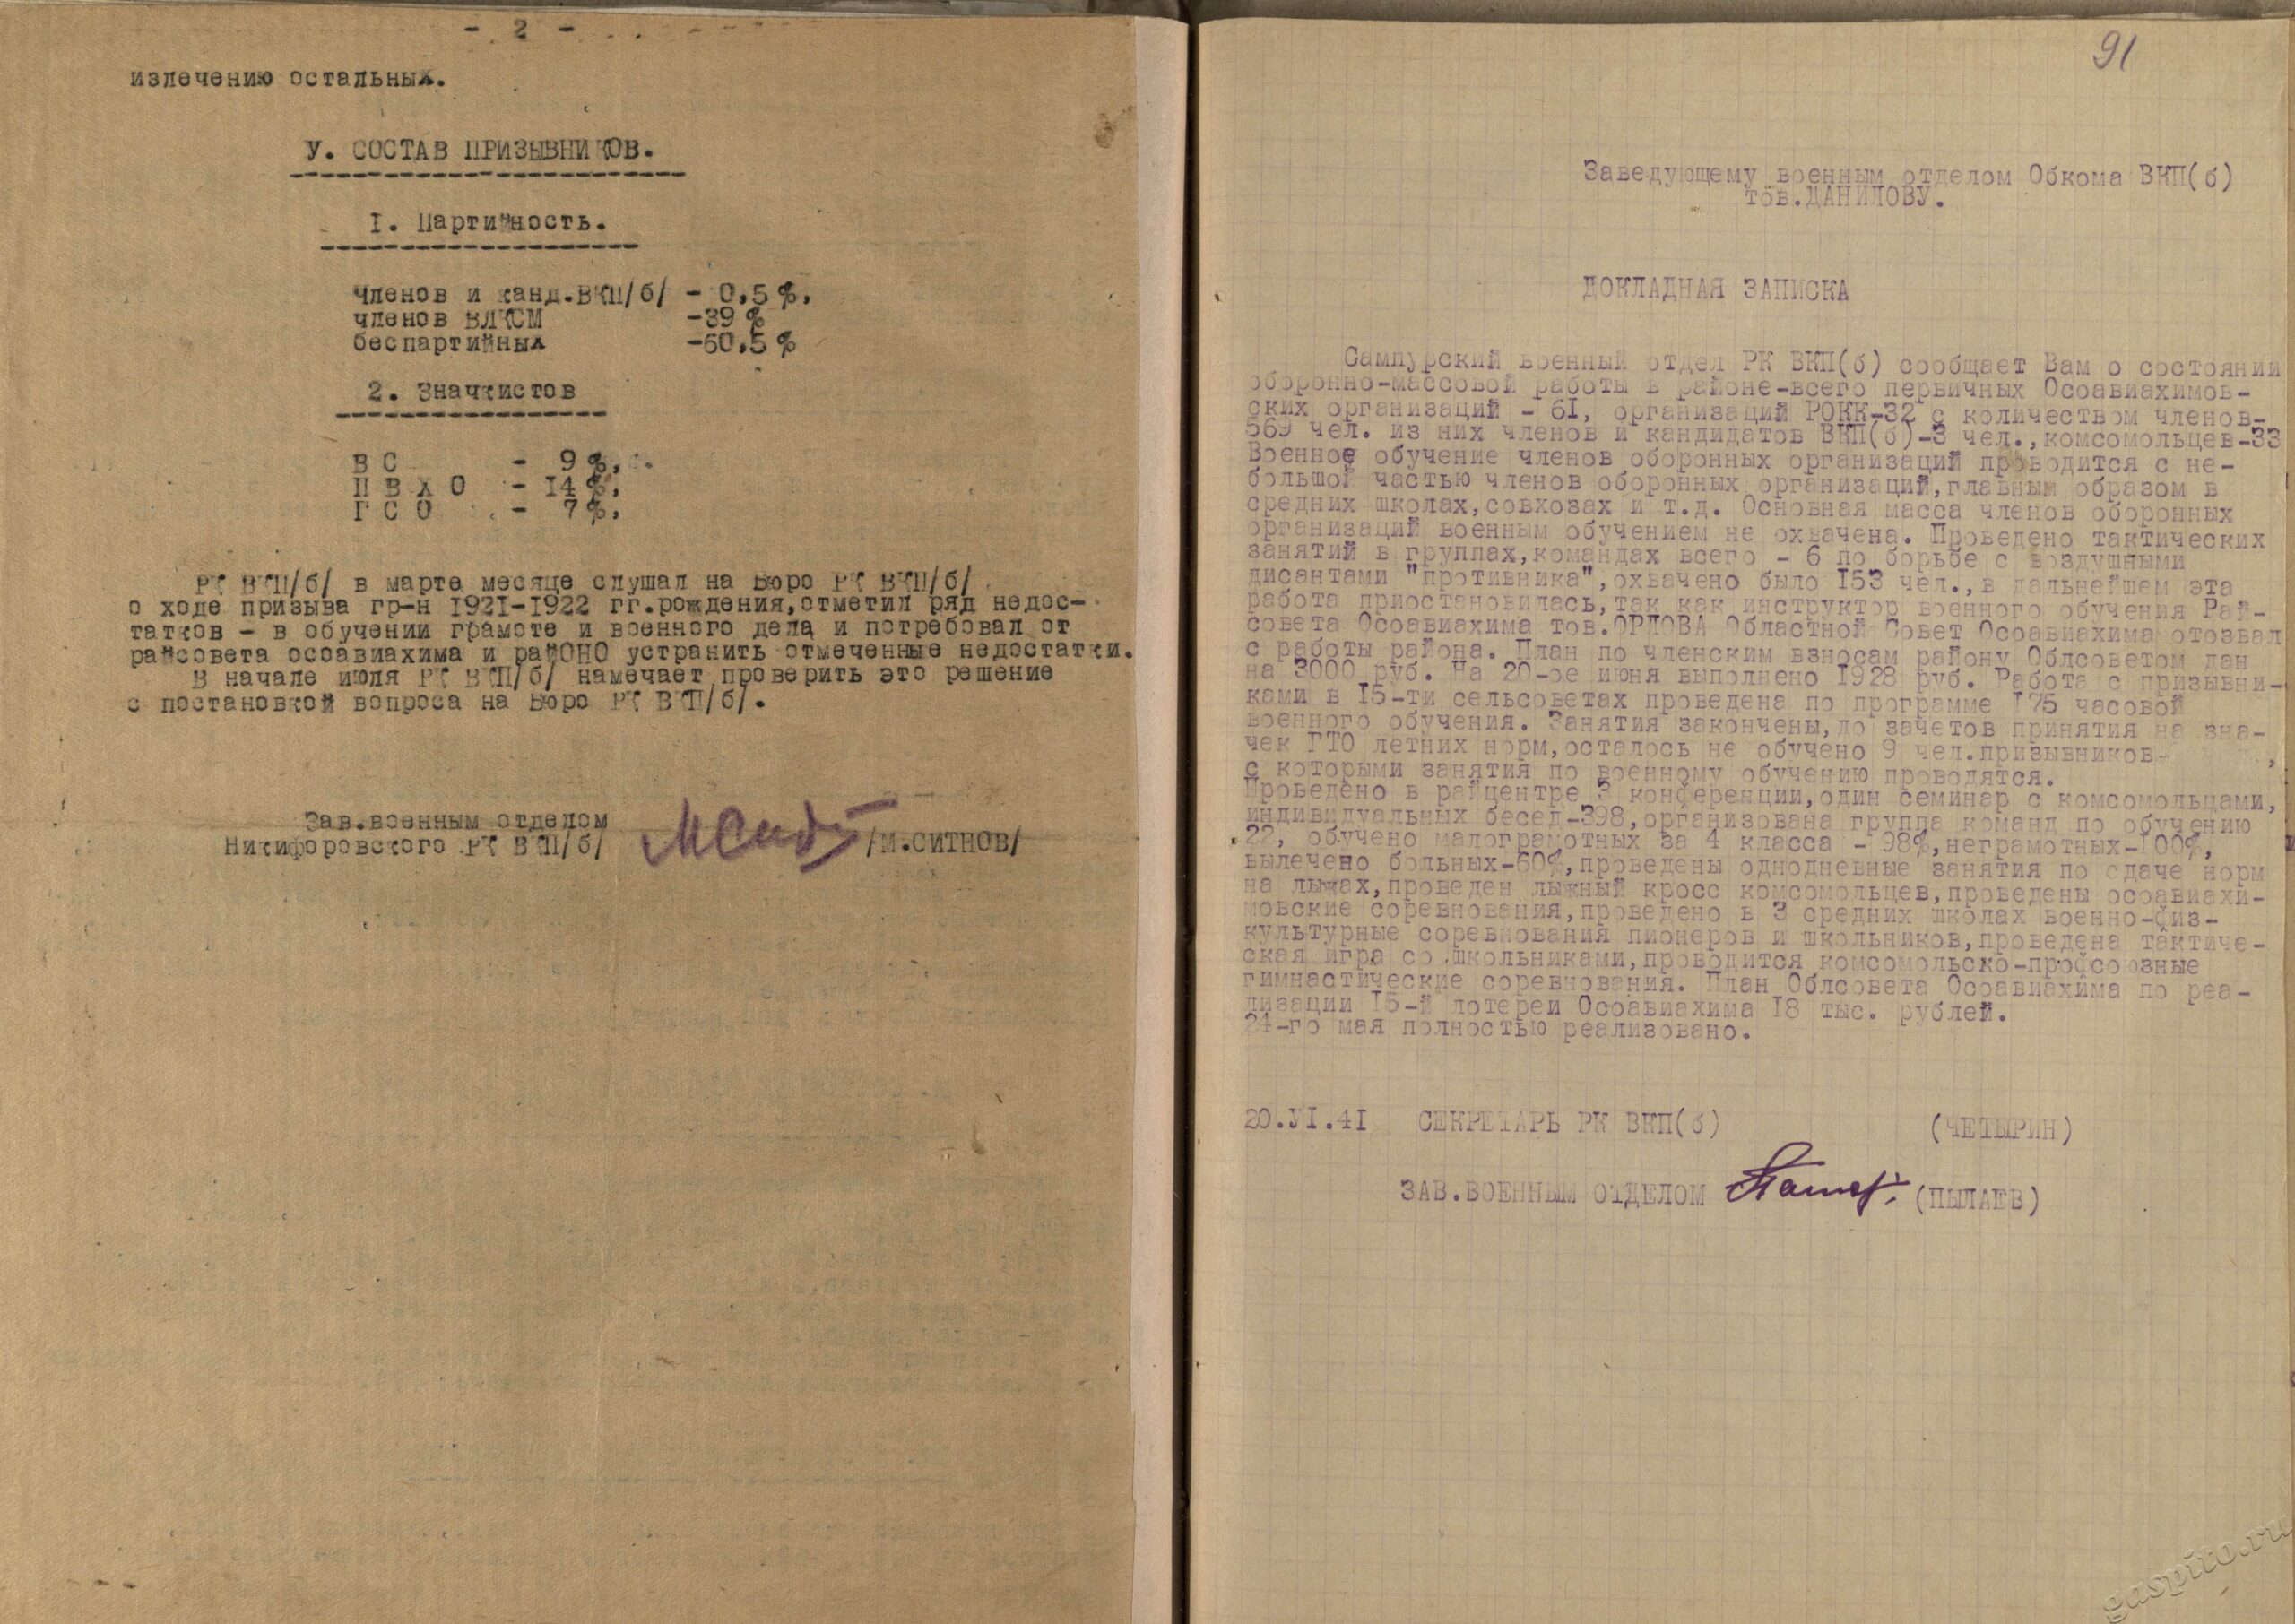 - 2 -
излечению остальных.
У. СОСТАВ ПРИЗЫВНИКОВ.
I. Партийность.
членов и канд.ВКП/б/ - 0,5 %,
членов ВЛКСМ -39 %
беспартийных -60,5 %
2. Значкистов
В С - 9 %,
П В Х О - 14 %,
Г С О - 7 %,
РК ВКП/б/ в марте месяце слушал на Бюро РК ВКП/б/
о ходе призыва гр-н 1921-1922 гг.рождения,отметил ряд недос-
татков - в обучении грамоте и военного дела и потребовал от
райсовета осоавиахима и райОНО устранить отмеченные недостатки.
В начале июля РК ВКП/б/ намечает проверить это решение
с постановкой вопроса на Бюро РК ВКП/б/.
Зав.военным отделом
Никифоровского РК ВКП/б/ /М.СИТНОВ/
91
Заведующему военным отделом Обкома ВКП(б)
тов.ДАНИЛОВУ.
ДОКЛАДНАЯ ЗАПИСКА
Сампурский военный отдел РК ВКП(б) сообщает Вам о состоянии
оборонно-массовой работы в районе-всего первичных Осоавиахимов-
ских организаций - 61, организаций РОКК-32 с количеством членов-
569 чел. из них членов и кандидатов ВКП(б)-3 чел.,комсомольцев-33
Военное обучение членов оборонных организаций проводится с не-
большой частью членов оборонных организаций,главным образом в
средних школах,совхозах и т.д. Основная масса членов оборонных
организаций военным обучением не охвачена. Проведено тактических
занятий в группах,командах всего - 6 по борьбе с воздушными
дисантами "противника",охвачено было 153 чел.,в дальнейшем эта
работа приостановилась,так как инструктор военного обучения Рай-
совета Осоавиахима тов.ОРЛОВА Областной Совет Осоавиахима отозвал
с работы района. План по членским взносам району Облсоветом дан
на 3000 руб. На 20-ое июня выполнено 1928 руб. Работа с призывни-
ками в 15-ти сельсоветах проведена по программе 175 часовой
военного обучения. Занятия закончены,до зачетов принятия на зна-
чек ГТО летних норм,осталось не обучено 9 чел.призывников- ,
с которыми занятия по военному обучению проводятся.
Проведено в райцентре 3 конференции,один семинар с комсомольцами,
индивидуальных бесед-398,организована группа команд по обучению
22, обучено малограмотных за 4 класса - 98%,неграмотных-100%,
вылечено больных-60%,проведены однодневные занятия по сдаче норм
на лыжах,проведен лыжный кросс комсомольцев,проведены осоавиахи-
мовские соревнования,проведено в 3 средних школах военно-физ-
культурные соревнования пионеров и школьников,проведена тактиче-
ская игра со школьниками,проводится комсомольско-профсоюзные
гимнастические соревнования. План Облсовета Осоавиахима по реа-
лизации 15-й лотереи Осоавиахима 18 тыс. рублей.
24-го мая полностью реализовано.
20.УI.41 СЕКРЕТАРЬ РК ВКП(б) (ЧЕТЫРИН)
ЗАВ.ВОЕННЫМ ОТДЕЛОМ (ПЫЛАЕВ)
gaspito.ru